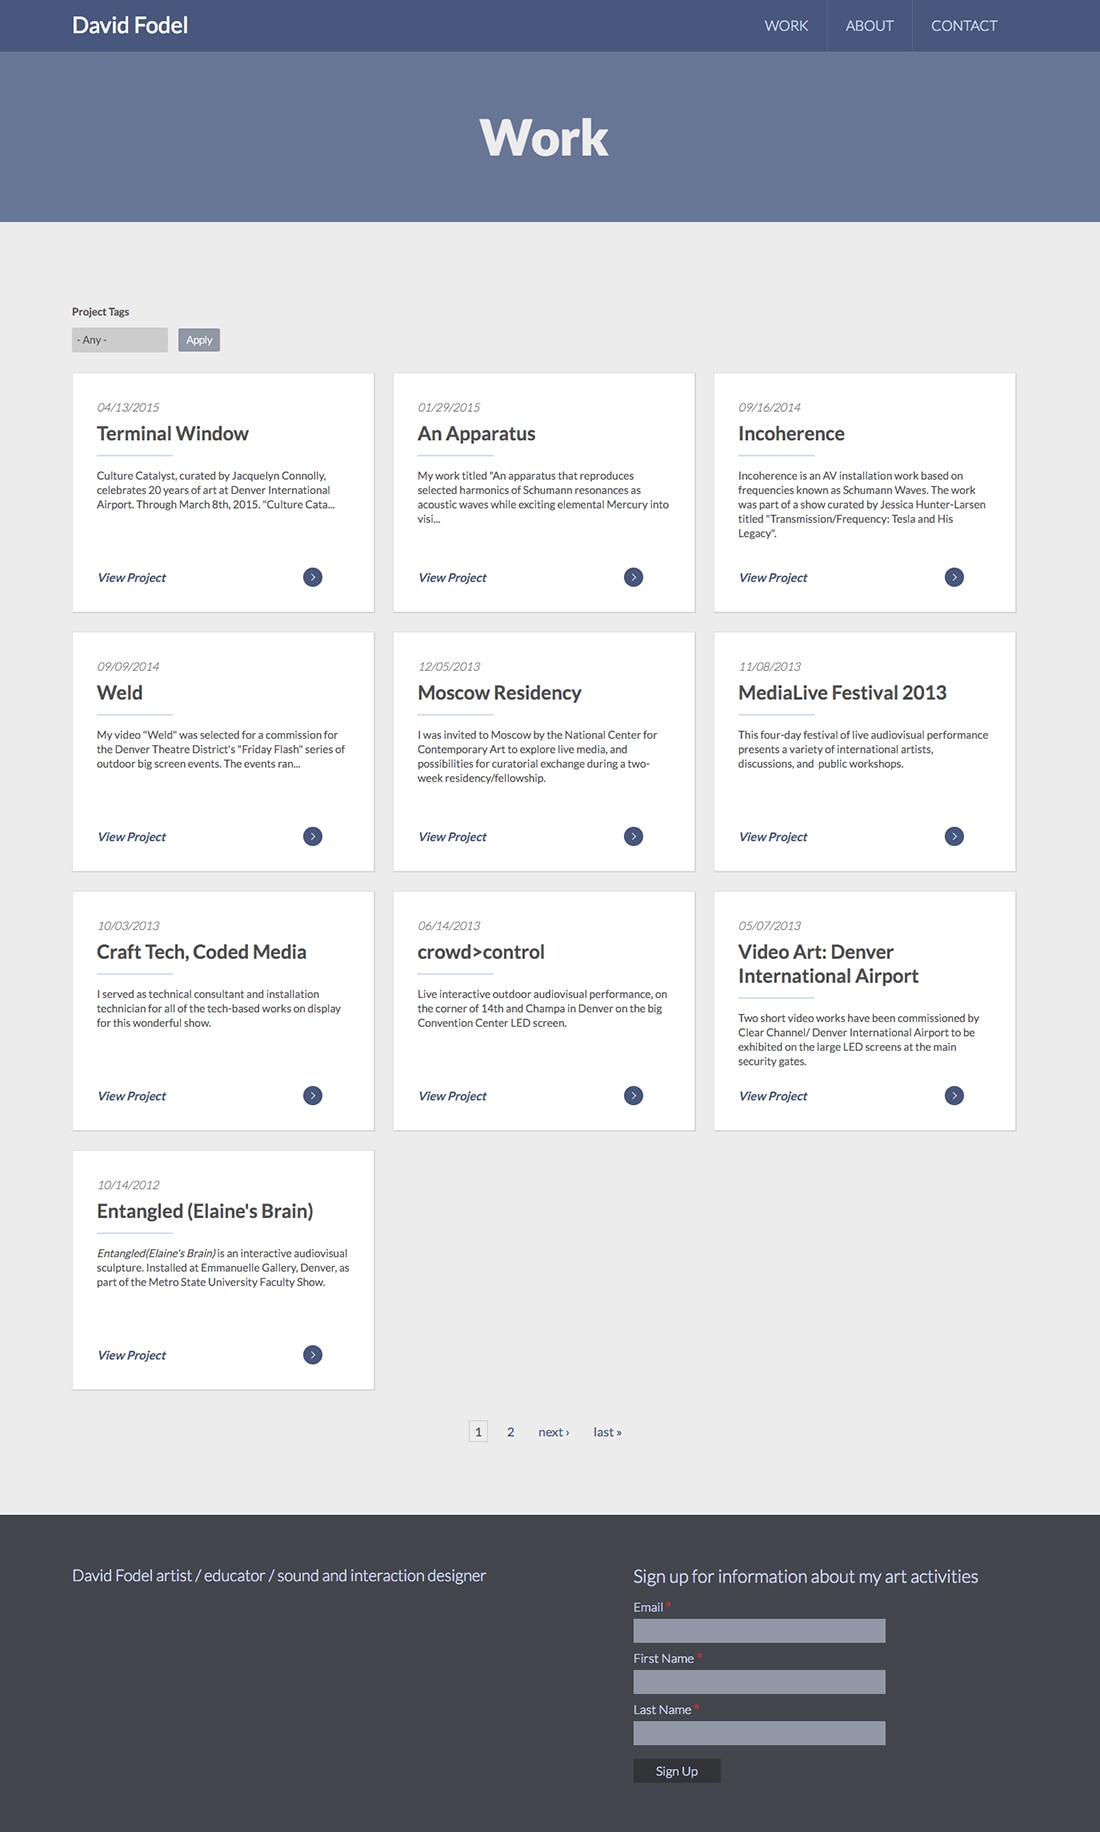 David Fodel
WORK
ABOUT
CONTACT
Work
Project Tags
- Any -
Apply
04/13/2015
Terminal Window
Culture Catalyst, curated by Jacquelyn Connolly,
celebrates 20 years of art at Denver International
Airport. Through March 8th, 2015. "Culture Cata...
View Project
01/29/2015
An Apparatus
My work titled "An apparatus that reproduces
selected harmonics of Schumann resonances as
acoustic waves while exciting elemental Mercury into
visi...
View Project
09/16/2014
Incoherence
Incoherence is an AV installation work based on
frequencies known as Schumann Waves. The work
was part of a show curated by Jessica Hunter-Larsen
titled "Transmission/Frequency: Tesla and His
Legacy".
View Project
09/09/2014
Weld
My video "Weld" was selected for a commission for
the Denver Theatre District's "Friday Flash" series of
outdoor big screen events. The events ran...
View Project
12/05/2013
Moscow Residency
I was invited to Moscow by the National Center for
Contemporary Art to explore live media, and
possibilities for curatorial exchange during a two-
week residency/fellowship.
View Project
11/08/2013
MediaLive Festival 2013
This four-day festival of live audiovisual performance
presents a variety of international artists,
discussions, and public workshops.
View Project
10/03/2013
Craft Tech, Coded Media
I served as technical consultant and installation
technician for all of the tech-based works on display
for this wonderful show.
View Project
06/14/2013
crowd>control
Live interactive outdoor audiovisual performance, on
the corner of 14th and Champa in Denver on the big
Convention Center LED screen.
View Project
05/07/2013
Video Art: Denver
International Airport
Two short video works have been commissioned by
Clear Channel/ Denver International Airport to be
exhibited on the large LED screens at the main
security gates.
View Project
10/14/2012
Entangled (Elaine's Brain)
Entangled(Elaine's Brain) is an interactive audiovisual
sculpture. Installed at Emmanuelle Gallery, Denver, as
part of the Metro State University Faculty Show.
View Project
1 2 next › last »
David Fodel artist / educator / sound and interaction designer
Sign up for information about my art activities
Email *
First Name *
Last Name *
Sign Up